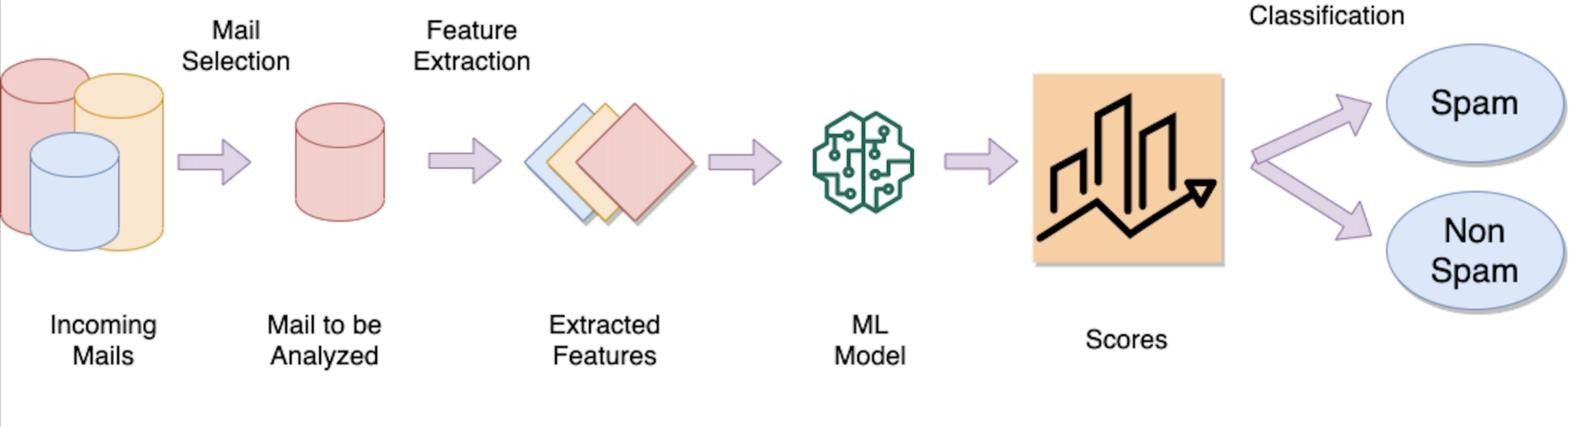 Mail
Selection
Feature
Extraction
Classification
Spam
Non
Spam
Incoming
Mails
Mail to be
Analyzed
Extracted
Features
ML
Model
Scores